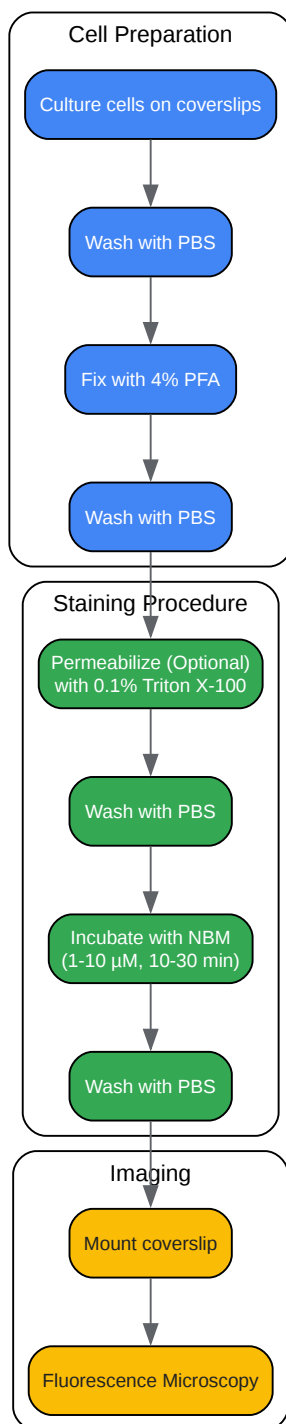 Cell Preparation
Culture cells on coverslips
Wash with PBS
Fix with 4% PFA
Wash with PBS
Staining Procedure
Permeabilize (Optional)
with 0.1% Triton X-100
Wash with PBS
Incubate with NBM
(1-10 µM, 10-30 min)
Wash with PBS
Imaging
Mount coverslip
Fluorescence Microscopy